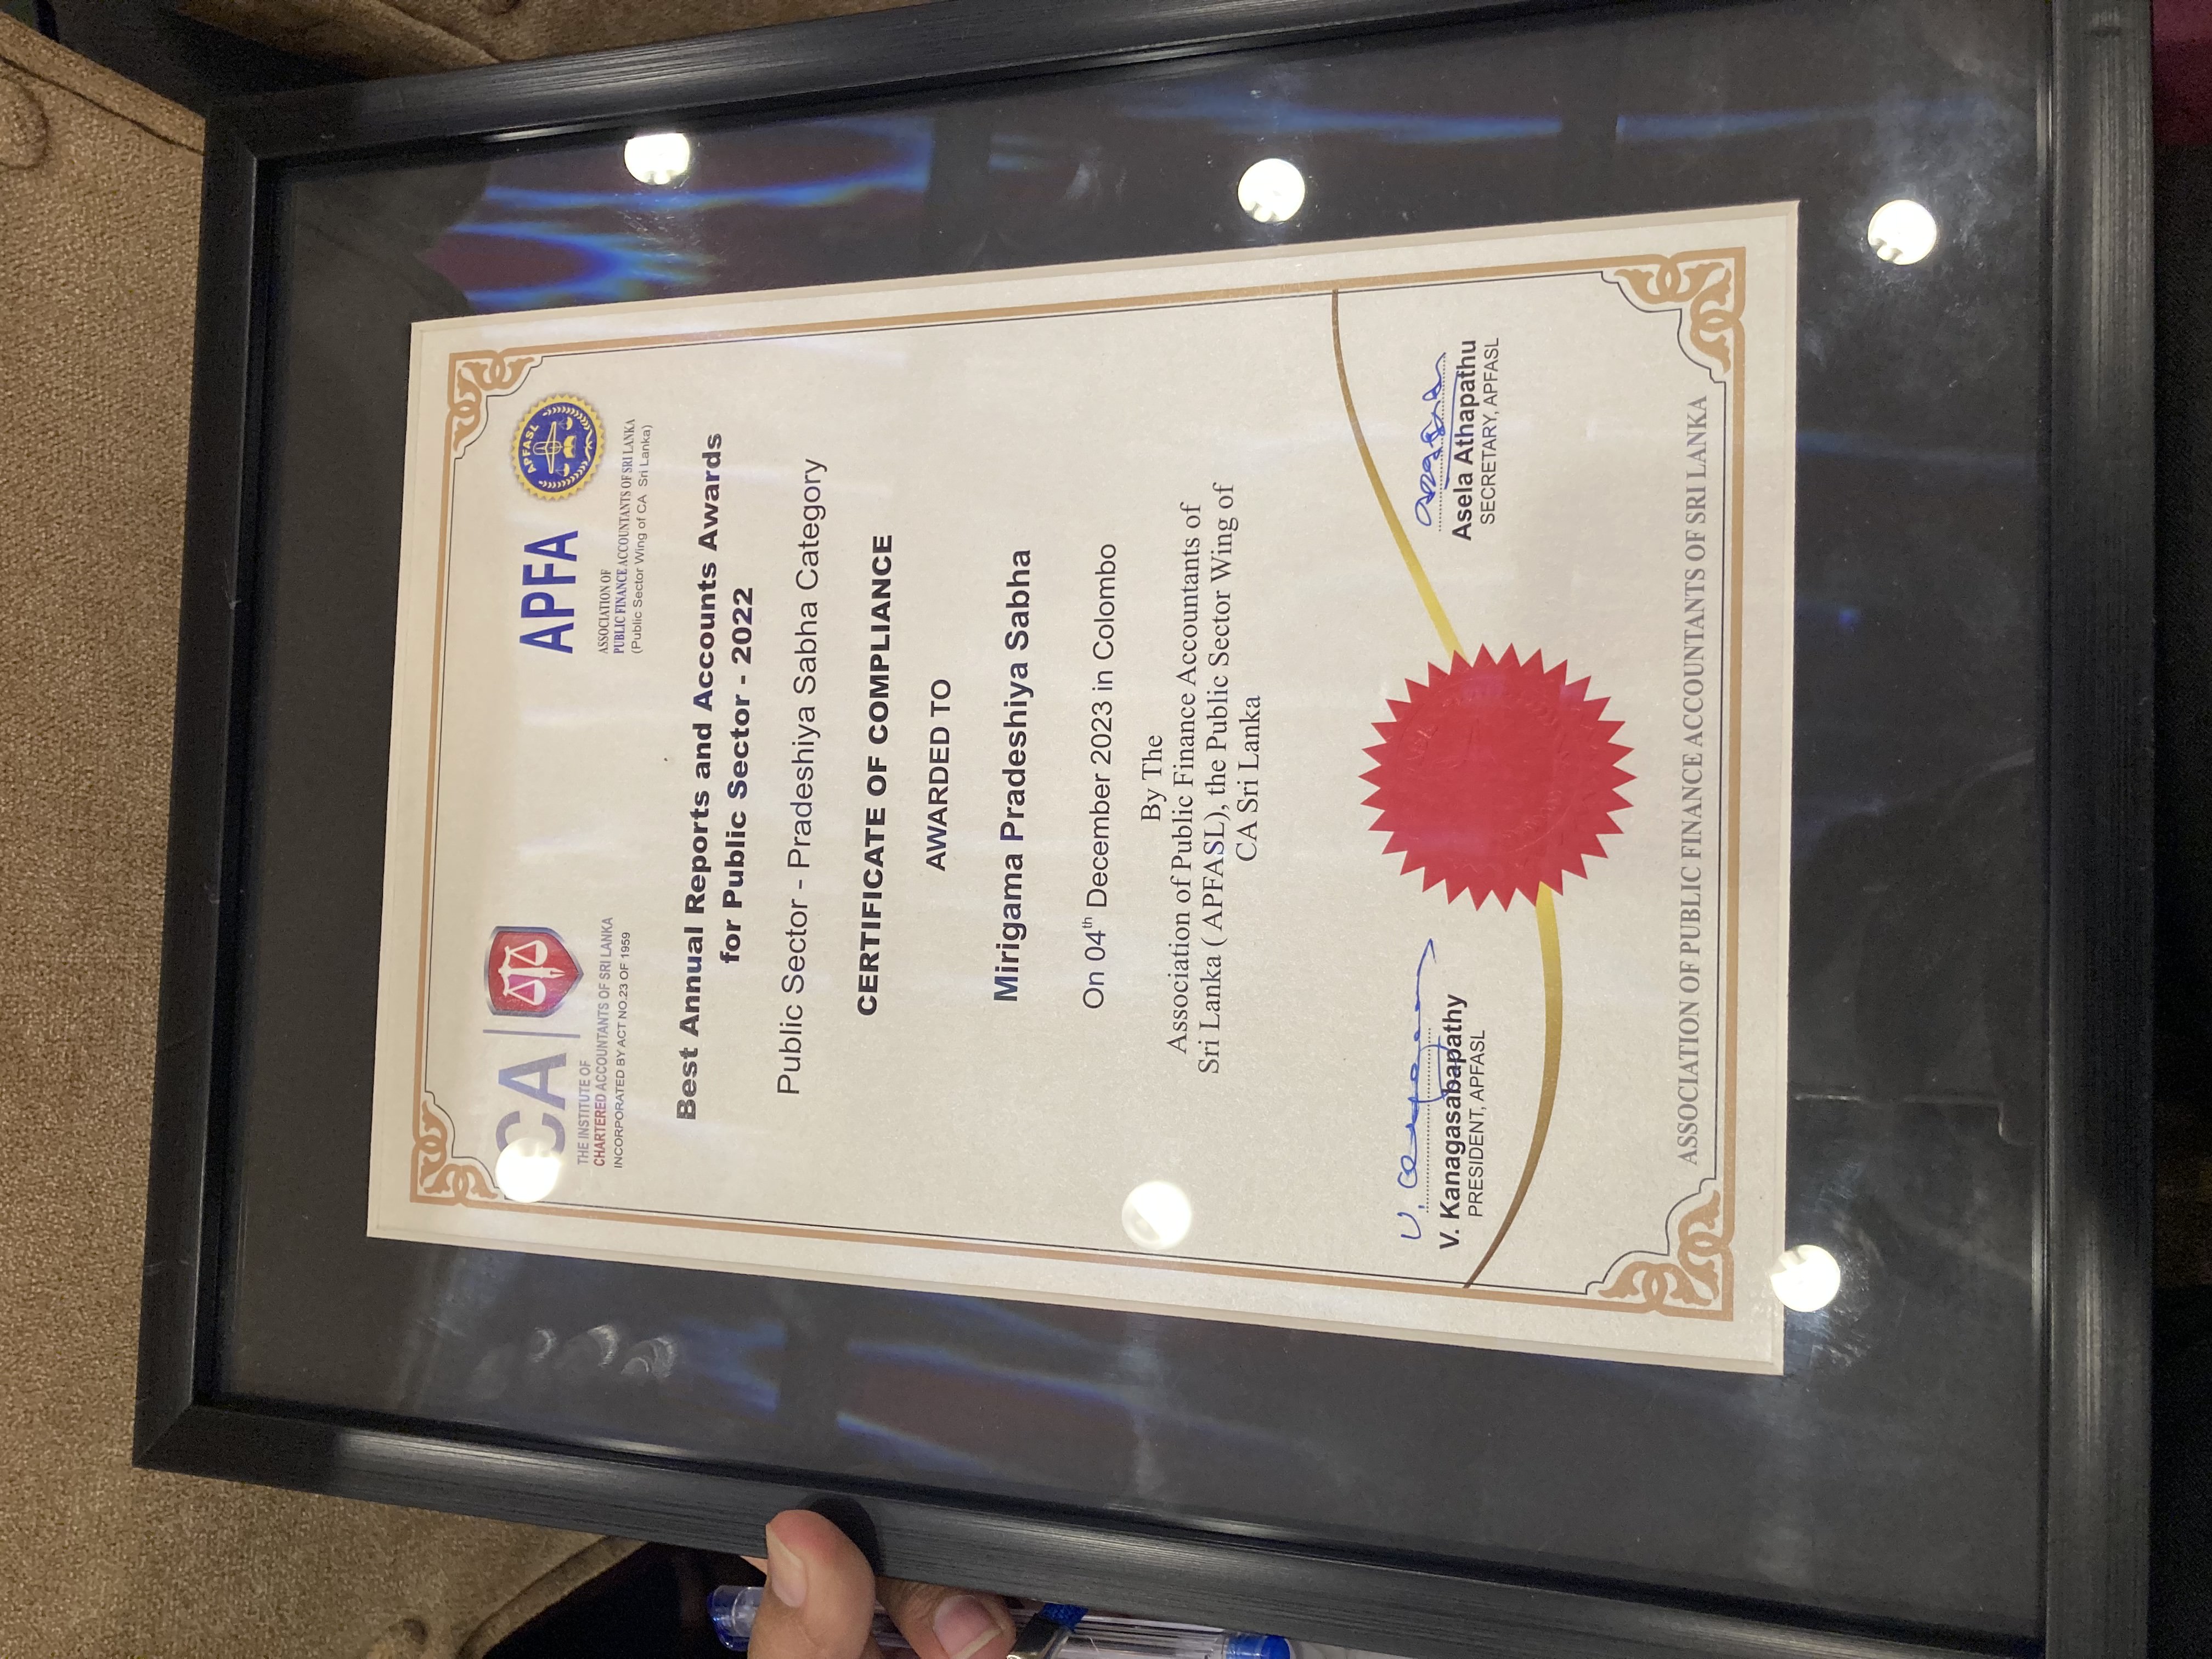 CA
THE INSTITUTE OF
CHARTERED ACCOUNTANTS OF SRI LANKA
INCORPORATED BY ACT NO.23 OF 1959
APFA
APFASL
ASSOCIATION OF
PUBLIC FINANCE ACCOUNTANTS OF SRI LANKA
(Public Sector Wing of CA Sri Lanka)
Best Annual Reports and Accounts Awards
for Public Sector - 2022
Public Sector - Pradeshiya Sabha Category
CERTIFICATE OF COMPLIANCE
AWARDED TO
Mirigama Pradeshiya Sabha
On 04th December 2023 in Colombo
By The
Association of Public Finance Accountants of
Sri Lanka ( APFASL), the Public Sector Wing of
CA Sri Lanka
V. Kanagasabapathy
PRESIDENT, APFASL
Asela Athapathu
SECRETARY, APFASL
ASSOCIATION OF PUBLIC FINANCE ACCOUNTANTS OF SRI LANKA